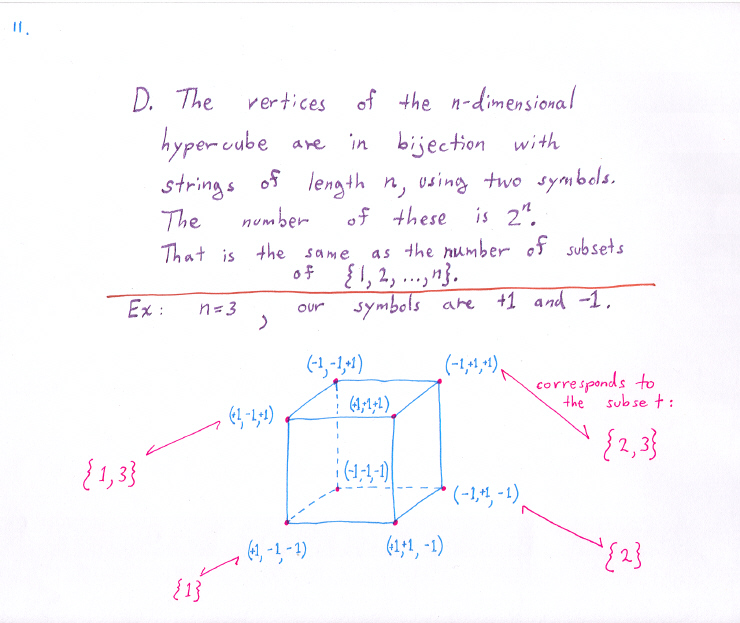 11.
D. The vertices of the n-dimensional
hypercube are in bijection with
strings of length n, using two symbols.
The number of these is 2ⁿ.
That is the same as the number of subsets
of {1, 2, ..., n}.
Ex: n=3, our symbols are +1 and -1.
(-1,-1,+1)
(-1,+1,+1)
corresponds to
the subset:
(+1,-1,+1)
(+1,+1,+1)
{2,3}
{1,3}
(-1,-1,-1)
(-1,+1,-1)
(+1,-1,-1)
(+1,+1,-1)
{2}
{1}